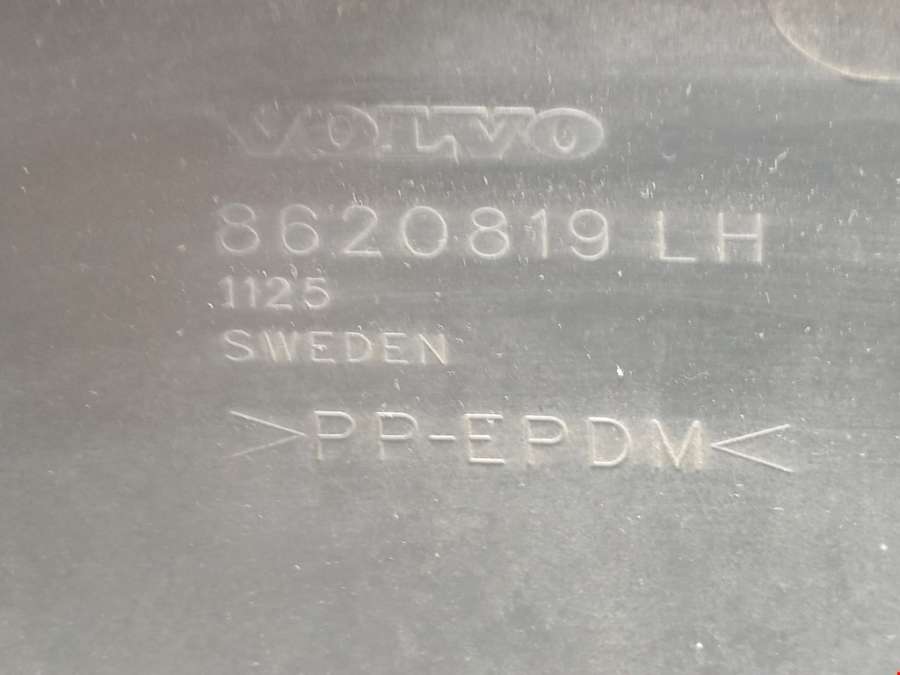 VOLVO
8620819 LH
1125
SWEDEN
>PP-EPDM<